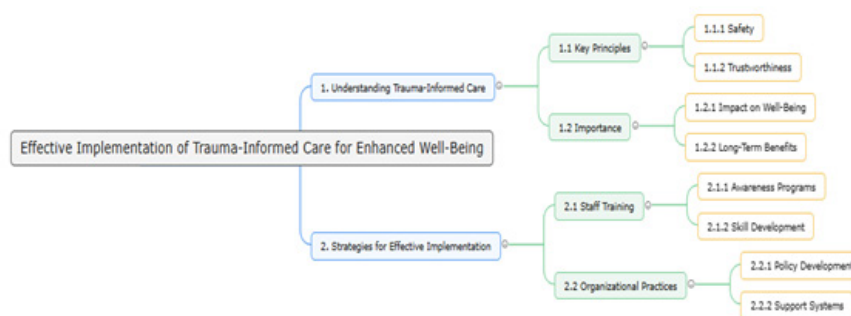 Effective Implementation of Trauma-Informed Care for Enhanced Well-Being
1. Understanding Trauma-Informed Care
1.1 Key Principles
1.1.1 Safety
1.1.2 Trustworthiness
1.2 Importance
1.2.1 Impact on Well-Being
1.2.2 Long-Term Benefits
2. Strategies for Effective Implementation
2.1 Staff Training
2.1.1 Awareness Programs
2.1.2 Skill Development
2.2 Organizational Practices
2.2.1 Policy Development
2.2.2 Support Systems